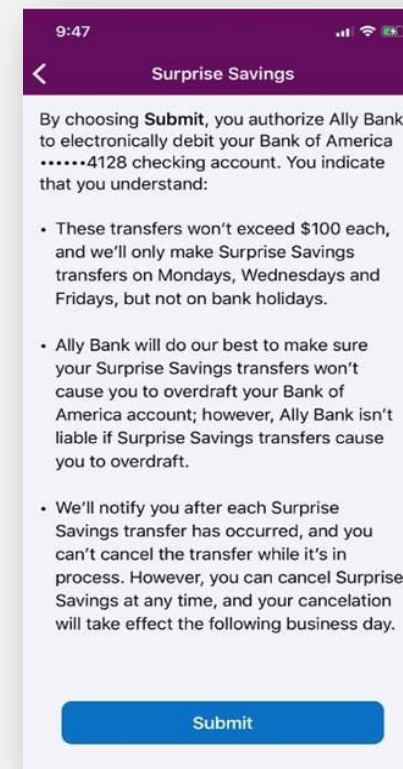 9:47
Surprise Savings
By choosing Submit, you authorize Ally Bank
to electronically debit your Bank of America
••••••4128 checking account. You indicate
that you understand:
• These transfers won't exceed $100 each,
and we'll only make Surprise Savings
transfers on Mondays, Wednesdays and
Fridays, but not on bank holidays.
• Ally Bank will do our best to make sure
your Surprise Savings transfers won't
cause you to overdraft your Bank of
America account; however, Ally Bank isn't
liable if Surprise Savings transfers cause
you to overdraft.
• We'll notify you after each Surprise
Savings transfer has occurred, and you
can't cancel the transfer while it's in
process. However, you can cancel Surprise
Savings at any time, and your cancelation
will take effect the following business day.
Submit